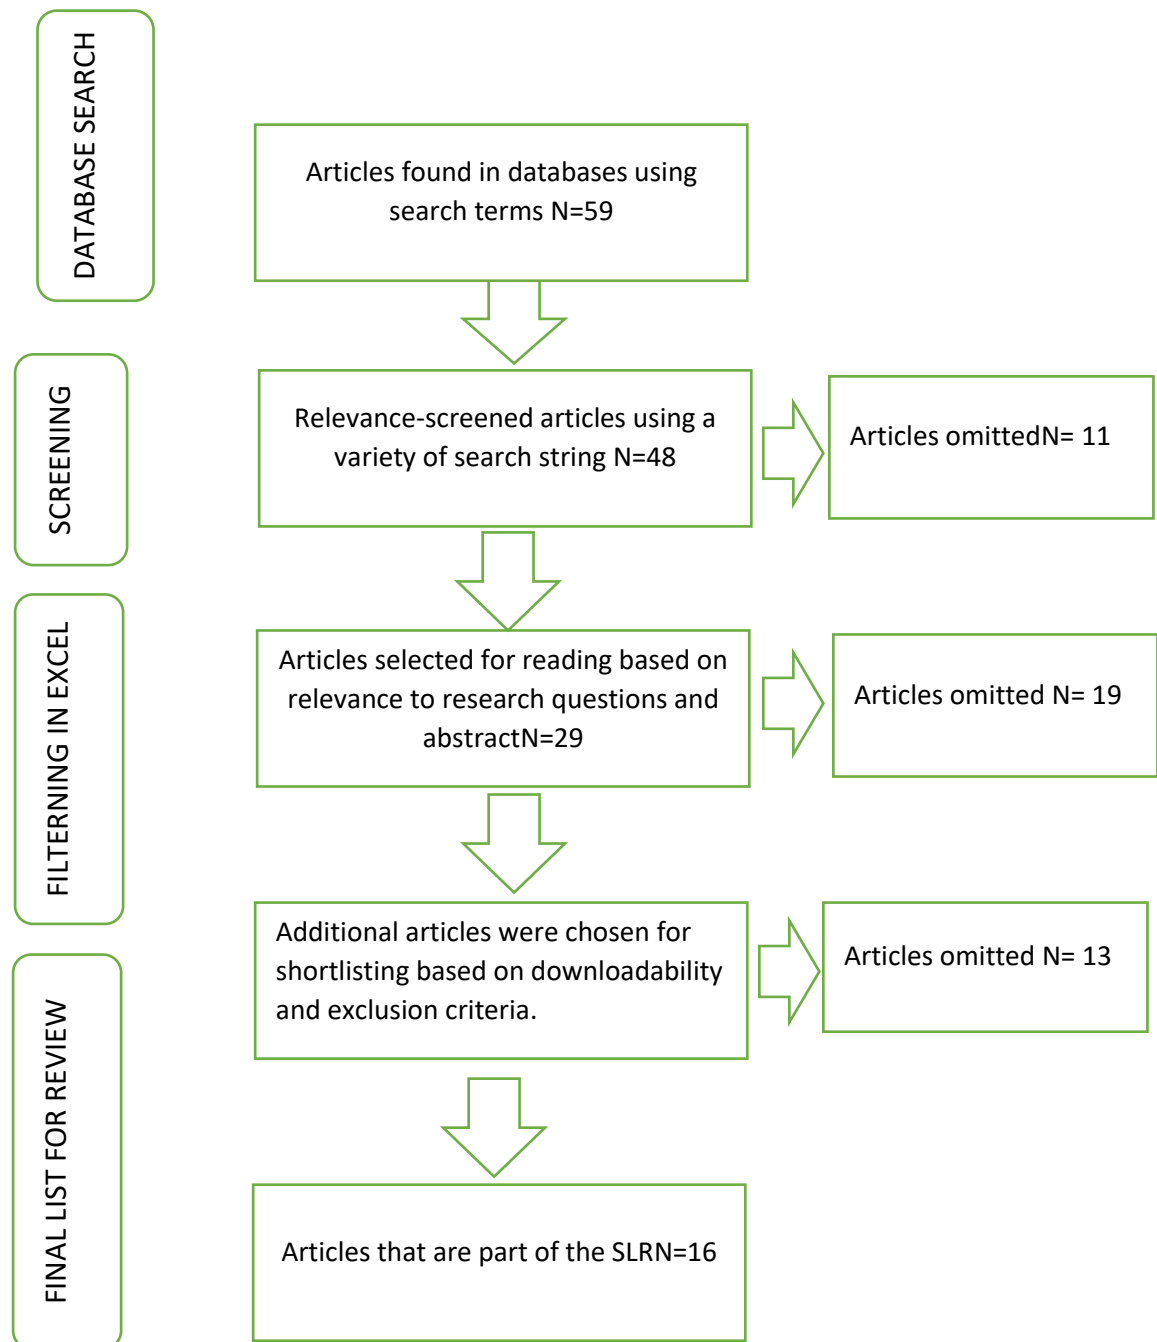 DATABASE SEARCH
Articles found in databases using
search terms N=59
SCREENING
Relevance-screened articles using a
variety of search string N=48
Articles omittedN= 11
FILTERNING IN EXCEL
Articles selected for reading based on
relevance to research questions and
abstractN=29
Articles omitted N= 19
FINAL LIST FOR REVIEW
Additional articles were chosen for
shortlisting based on downloadability
and exclusion criteria.
Articles omitted N= 13
Articles that are part of the SLRN=16